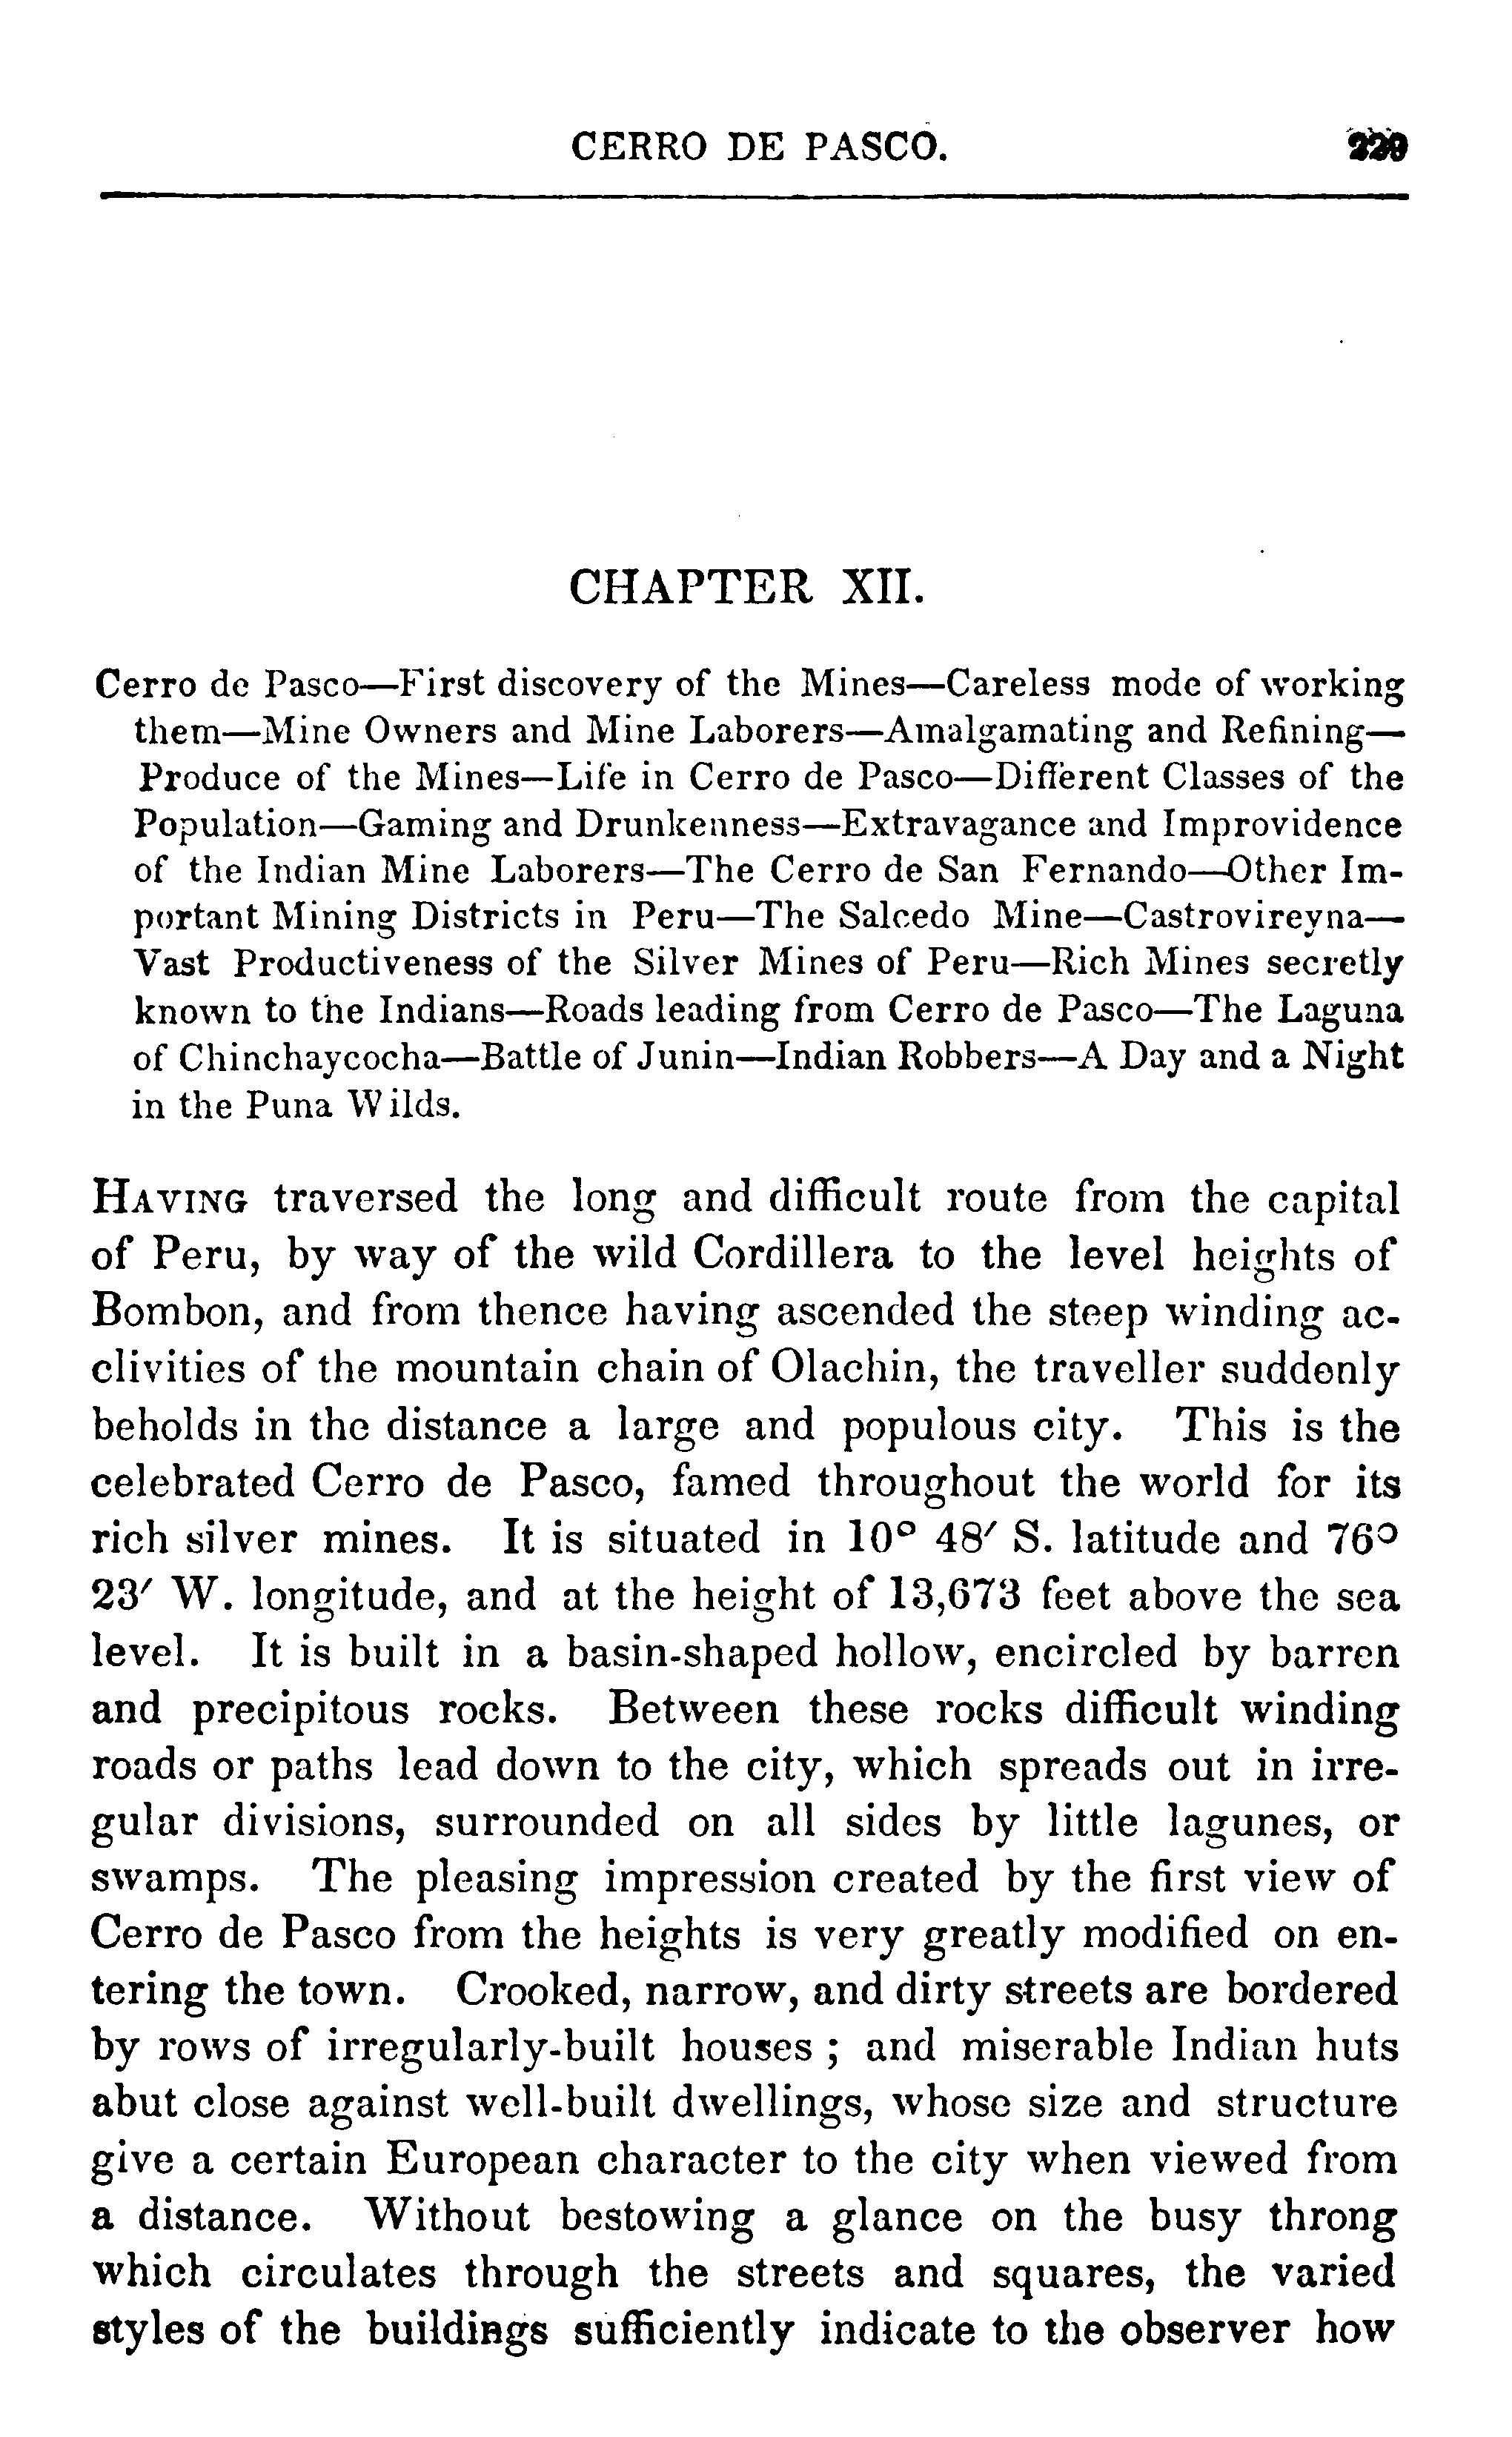 CERRO DE PASCO. 229
CHAPTER XII.
Cerro de Pasco—First discovery of the Mines—Careless mode of working
them—Mine Owners and Mine Laborers—Amalgamating and Refining—
Produce of the Mines—Life in Cerro de Pasco—Different Classes of the
Population—Gaming and Drunkenness—Extravagance and Improvidence
of the Indian Mine Laborers—The Cerro de San Fernando—Other Im-
portant Mining Districts in Peru—The Salcedo Mine—Castrovireyna—
Vast Productiveness of the Silver Mines of Peru—Rich Mines secretly
known to the Indians—Roads leading from Cerro de Pasco—The Laguna
of Chinchaycocha—Battle of Junin—Indian Robbers—A Day and a Night
in the Puna Wilds.
HAVING traversed the long and difficult route from the capital
of Peru, by way of the wild Cordillera to the level heights of
Bombon, and from thence having ascended the steep winding ac-
clivities of the mountain chain of Olachin, the traveller suddenly
beholds in the distance a large and populous city. This is the
celebrated Cerro de Pasco, famed throughout the world for its
rich silver mines. It is situated in 10° 48′ S. latitude and 76°
23′ W. longitude, and at the height of 13,673 feet above the sea
level. It is built in a basin-shaped hollow, encircled by barren
and precipitous rocks. Between these rocks difficult winding
roads or paths lead down to the city, which spreads out in irre-
gular divisions, surrounded on all sides by little lagunes, or
swamps. The pleasing impression created by the first view of
Cerro de Pasco from the heights is very greatly modified on en-
tering the town. Crooked, narrow, and dirty streets are bordered
by rows of irregularly-built houses ; and miserable Indian huts
abut close against well-built dwellings, whose size and structure
give a certain European character to the city when viewed from
a distance. Without bestowing a glance on the busy throng
which circulates through the streets and squares, the varied
styles of the buildings sufficiently indicate to the observer how